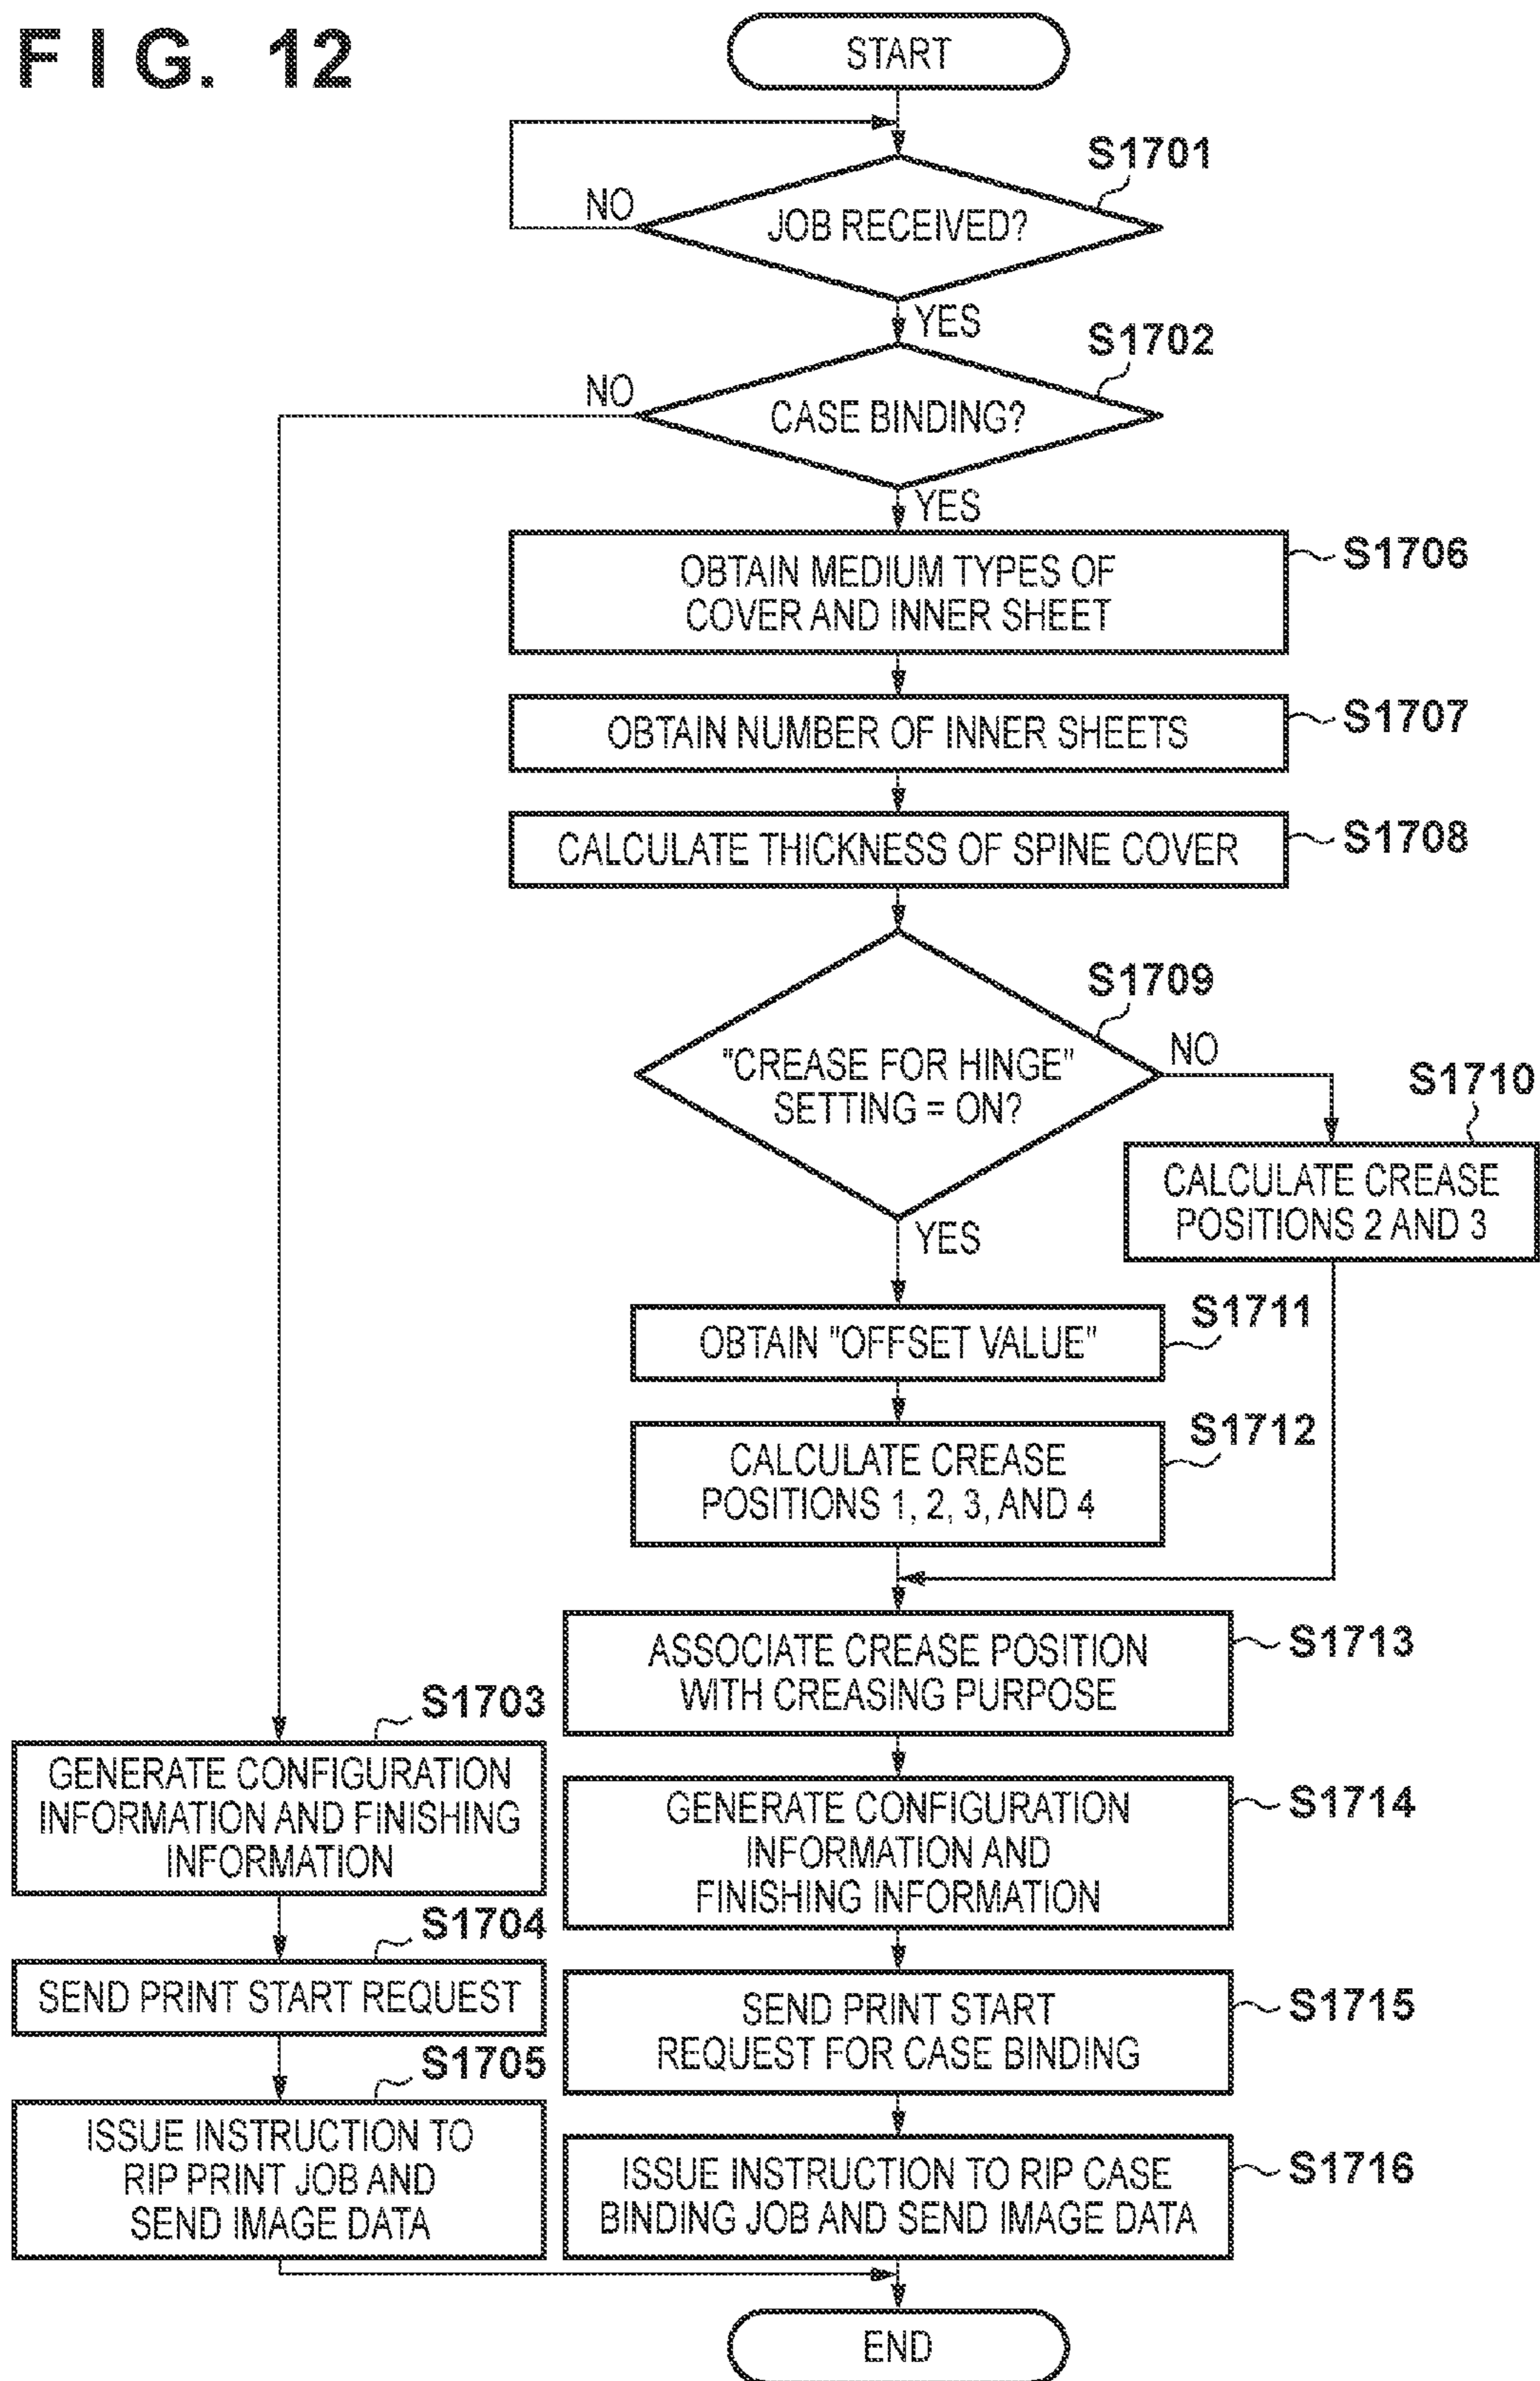 FIG. 12
START
S1701
NO
JOB RECEIVED?
YES
S1702
NO
CASE BINDING?
YES
S1706
OBTAIN MEDIUM TYPES OF
COVER AND INNER SHEET
S1707
OBTAIN NUMBER OF INNER SHEETS
S1708
CALCULATE THICKNESS OF SPINE COVER
S1709
"CREASE FOR HINGE"
SETTING = ON?
NO
S1710
CALCULATE CREASE
POSITIONS 2 AND 3
YES
S1711
OBTAIN "OFFSET VALUE"
S1712
CALCULATE CREASE
POSITIONS 1, 2, 3, AND 4
S1713
ASSOCIATE CREASE POSITION
WITH CREASING PURPOSE
S1703
GENERATE CONFIGURATION
INFORMATION AND FINISHING
INFORMATION
S1714
GENERATE CONFIGURATION
INFORMATION AND
FINISHING INFORMATION
S1704
SEND PRINT START REQUEST
S1715
SEND PRINT START
REQUEST FOR CASE BINDING
S1705
ISSUE INSTRUCTION TO
RIP PRINT JOB AND
SEND IMAGE DATA
S1716
ISSUE INSTRUCTION TO RIP CASE
BINDING JOB AND SEND IMAGE DATA
END